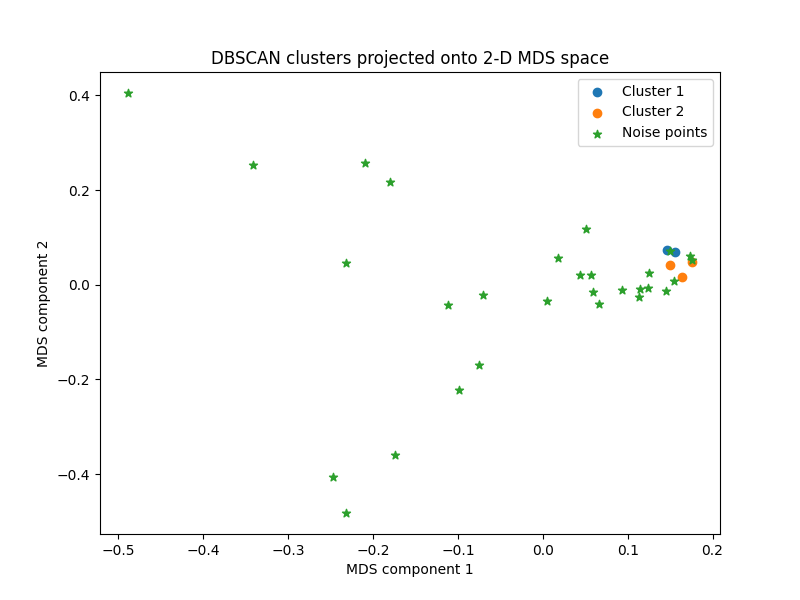 DBSCAN clusters projected onto 2-D MDS space
Cluster 1
Cluster 2
Noise points
0.4
0.2
0.0
−0.2
−0.4
MDS component 2
−0.5
−0.4
−0.3
−0.2
−0.1
0.0
0.1
0.2
MDS component 1